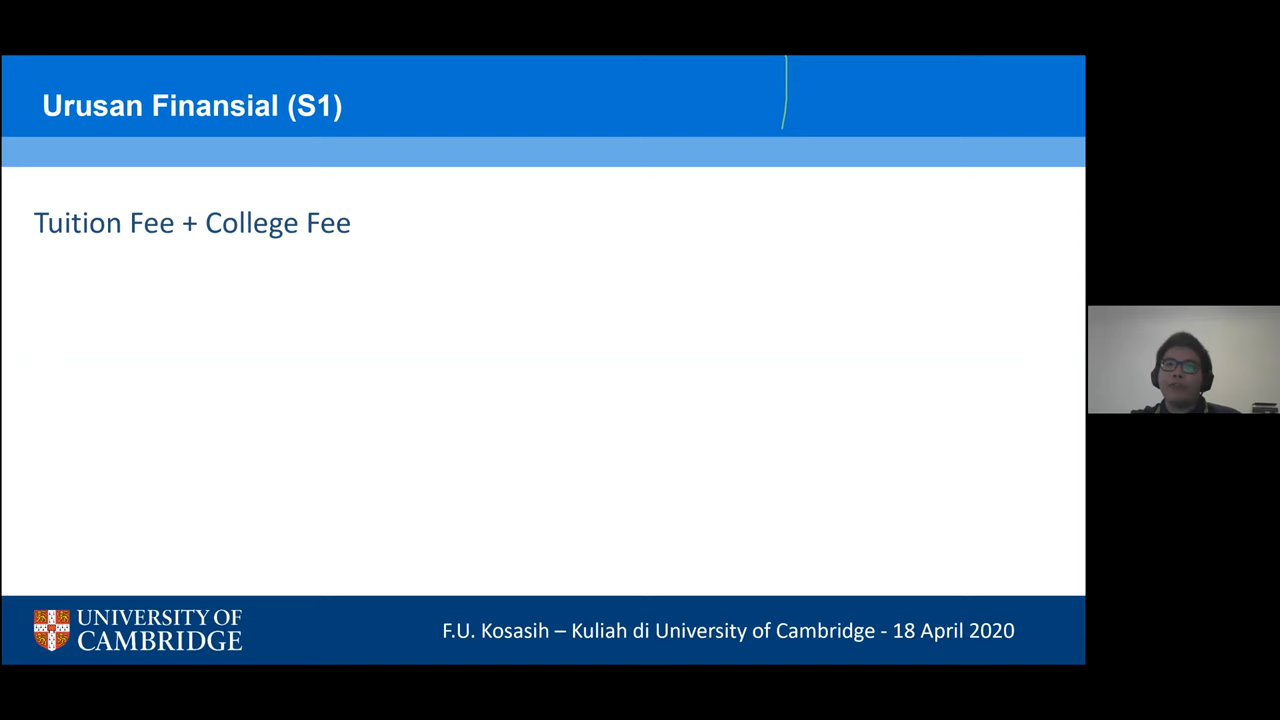 Urusan Finansial (S1)
Tuition Fee + College Fee
UNIVERSITY OF
CAMBRIDGE
F.U. Kosasih – Kuliah di University of Cambridge - 18 April 2020